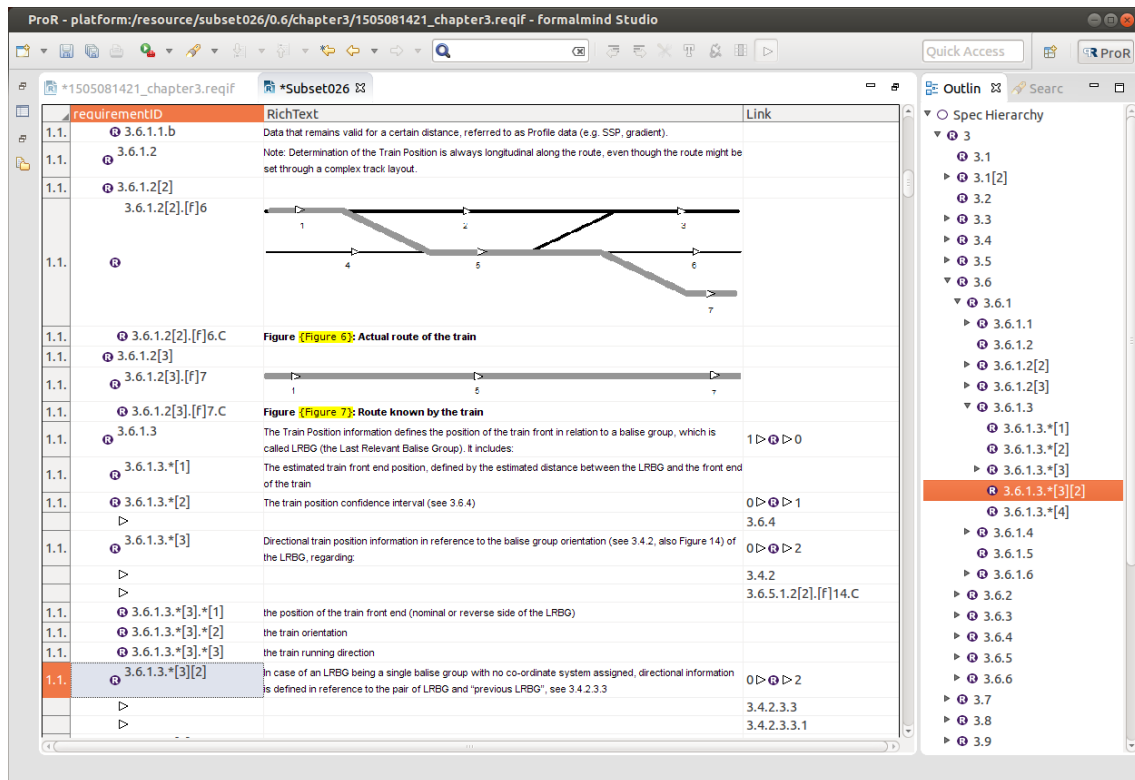 ProR - platform:/resource/subset026/0.6/chapter3/1505081421_chapter3.reqif - formalmind Studio
Quick Access
ProR
*1505081421_chapter3.reqif
*Subset026
requirementID RichText Link
1.1. 3.6.1.1.b Data that remains valid for a certain distance, referred to as Profile data (e.g. SSP, gradient).
1.1. 3.6.1.2 Note: Determination of the Train Position is always longitudinal along the route, even though the route might be
set through a complex track layout.
1.1. 3.6.1.2[2]
3.6.1.2[2].[f]6
1 2 3
1.1.
4 5 6
7
1.1. 3.6.1.2[2].[f]6.C Figure {Figure 6}: Actual route of the train
1.1. 3.6.1.2[3]
1.1. 3.6.1.2[3].[f]7
1 5 7
1.1. 3.6.1.2[3].[f]7.C Figure {Figure 7}: Route known by the train
1.1. 3.6.1.3 The Train Position information defines the position of the train front in relation to a balise group, which is
called LRBG (the Last Relevant Balise Group). It includes: 1 0
1.1. 3.6.1.3.*[1] The estimated train front end position, defined by the estimated distance between the LRBG and the front end
of the train
1.1. 3.6.1.3.*[2] The train position confidence interval (see 3.6.4) 0 1
3.6.4
1.1. 3.6.1.3.*[3] Directional train position information in reference to the balise group orientation (see 3.4.2, also Figure 14) of
the LRBG, regarding: 0 2
3.4.2
3.6.5.1.2[2].[f]14.C
1.1. 3.6.1.3.*[3].*[1] the position of the train front end (nominal or reverse side of the LRBG)
1.1. 3.6.1.3.*[3].*[2] the train orientation
1.1. 3.6.1.3.*[3].*[3] the train running direction
1.1. 3.6.1.3.*[3][2] In case of an LRBG being a single balise group with no co-ordinate system assigned, directional information
is defined in reference to the pair of LRBG and “previous LRBG”, see 3.4.2.3.3 0 2
3.4.2.3.3
3.4.2.3.3.1
Outlin
Searc
Spec Hierarchy
3
3.1
3.1[2]
3.2
3.3
3.4
3.5
3.6
3.6.1
3.6.1.1
3.6.1.2
3.6.1.2[2]
3.6.1.2[3]
3.6.1.3
3.6.1.3.*[1]
3.6.1.3.*[2]
3.6.1.3.*[3]
3.6.1.3.*[3][2]
3.6.1.3.*[4]
3.6.1.4
3.6.1.5
3.6.1.6
3.6.2
3.6.3
3.6.4
3.6.5
3.6.6
3.7
3.8
3.9